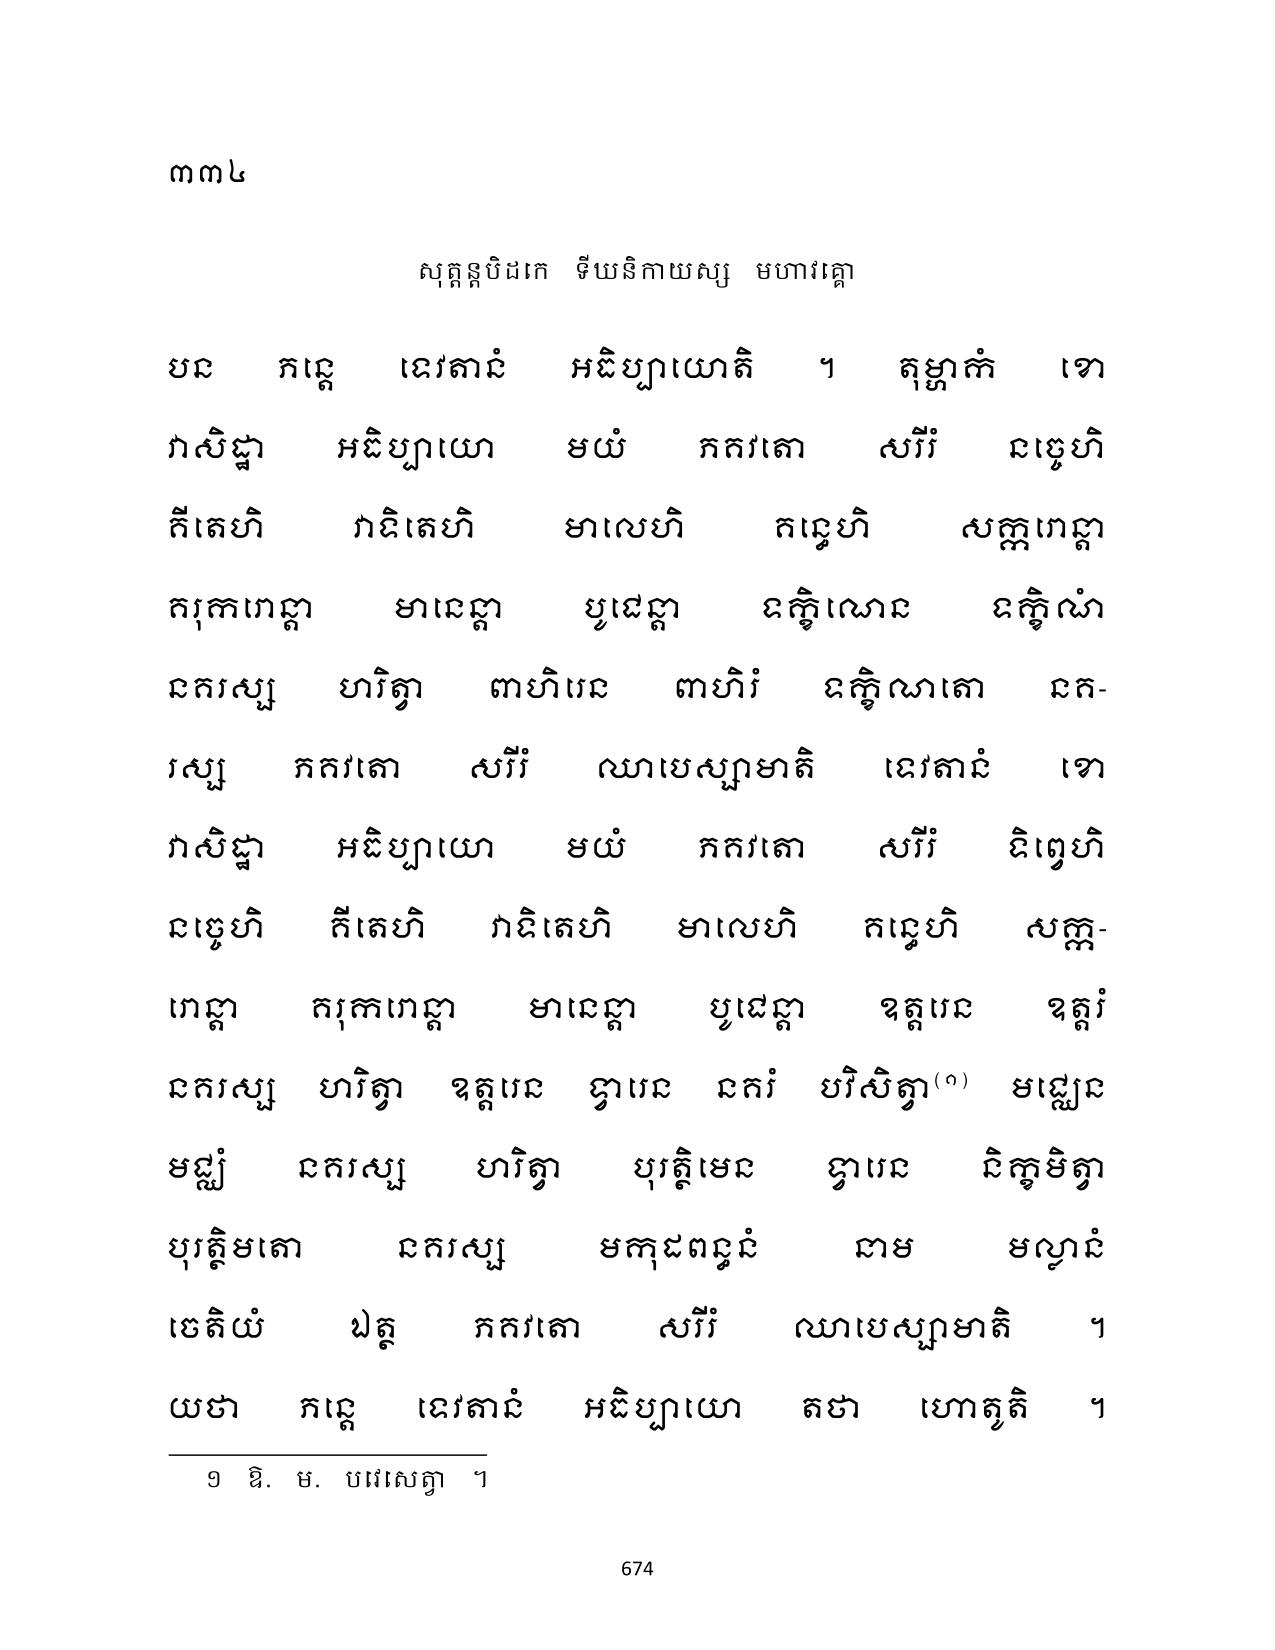 ៣៣៤
សុត្តន្តបិដកេ ទីឃនិកាយស្ស មហាវគ្គោ
បន ភន្តេ ទេវតានំ អធិប្បាយោតិ ។ តុម្ហាកំ ខោ
វាសិដ្ឋា អធិប្បាយោ មយំ ភគវតោ សរីរំ នច្ចេហិ
គីតេហិ វាទិតេហិ មាលេហិ គន្ធេហិ សក្ករោន្តា
គរុករោន្តា មានេន្តា បូជេន្តា ទក្ខិណេន ទក្ខិណំ
នគរស្ស ហរិត្វា ពាហិរេន ពាហិរំ ទក្ខិណតោ នគ-
រស្ស ភគវតោ សរីរំ ឈាបេស្សាមាតិ ទេវតានំ ខោ
វាសិដ្ឋា អធិប្បាយោ មយំ ភគវតោ សរីរំ ទិព្វេហិ
នច្ចេហិ គីតេហិ វាទិតេហិ មាលេហិ គន្ធេហិ សក្ក-
រោន្តា គរុករោន្តា មានេន្តា បូជេន្តា ឧត្តរេន ឧត្តរំ
នគរស្ស ហរិត្វា ឧត្តរេន ទ្វារេន នគរំ បវិសិត្វា(១) មជ្ឈេន
មជ្ឈំ នគរស្ស ហរិត្វា បុរត្ថិមេន ទ្វារេន និក្ខមិត្វា
បុរត្ថិមតោ នគរស្ស មកុដពន្ធនំ នាម មល្លានំ
ចេតិយំ ឯត្ថ ភគវតោ សរីរំ ឈាបេស្សាមាតិ ។
យថា ភន្តេ ទេវតានំ អធិប្បាយោ តថា ហោតូតិ ។
១ ឱ. ម. បវេសេត្វា ។
674